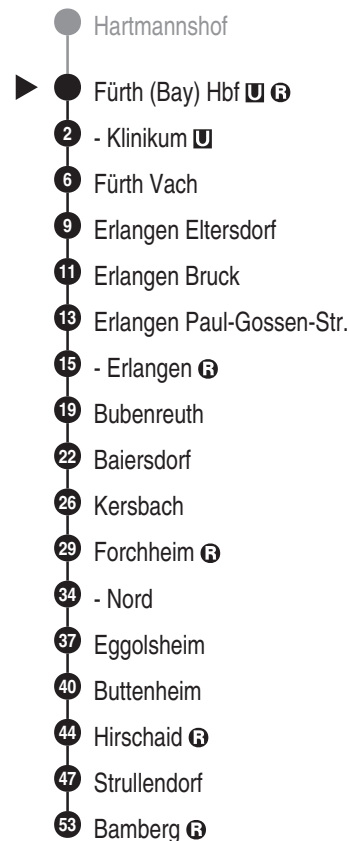 Hartmannshof
Fürth (Bay) Hbf U R
2 - Klinikum U
6 Fürth Vach
9 Erlangen Eltersdorf
11 Erlangen Bruck
13 Erlangen Paul-Gossen-Str.
15 - Erlangen R
19 Bubenreuth
22 Baiersdorf
26 Kersbach
29 Forchheim R
34 - Nord
37 Eggolsheim
40 Buttenheim
44 Hirschaid R
47 Strullendorf
53 Bamberg R